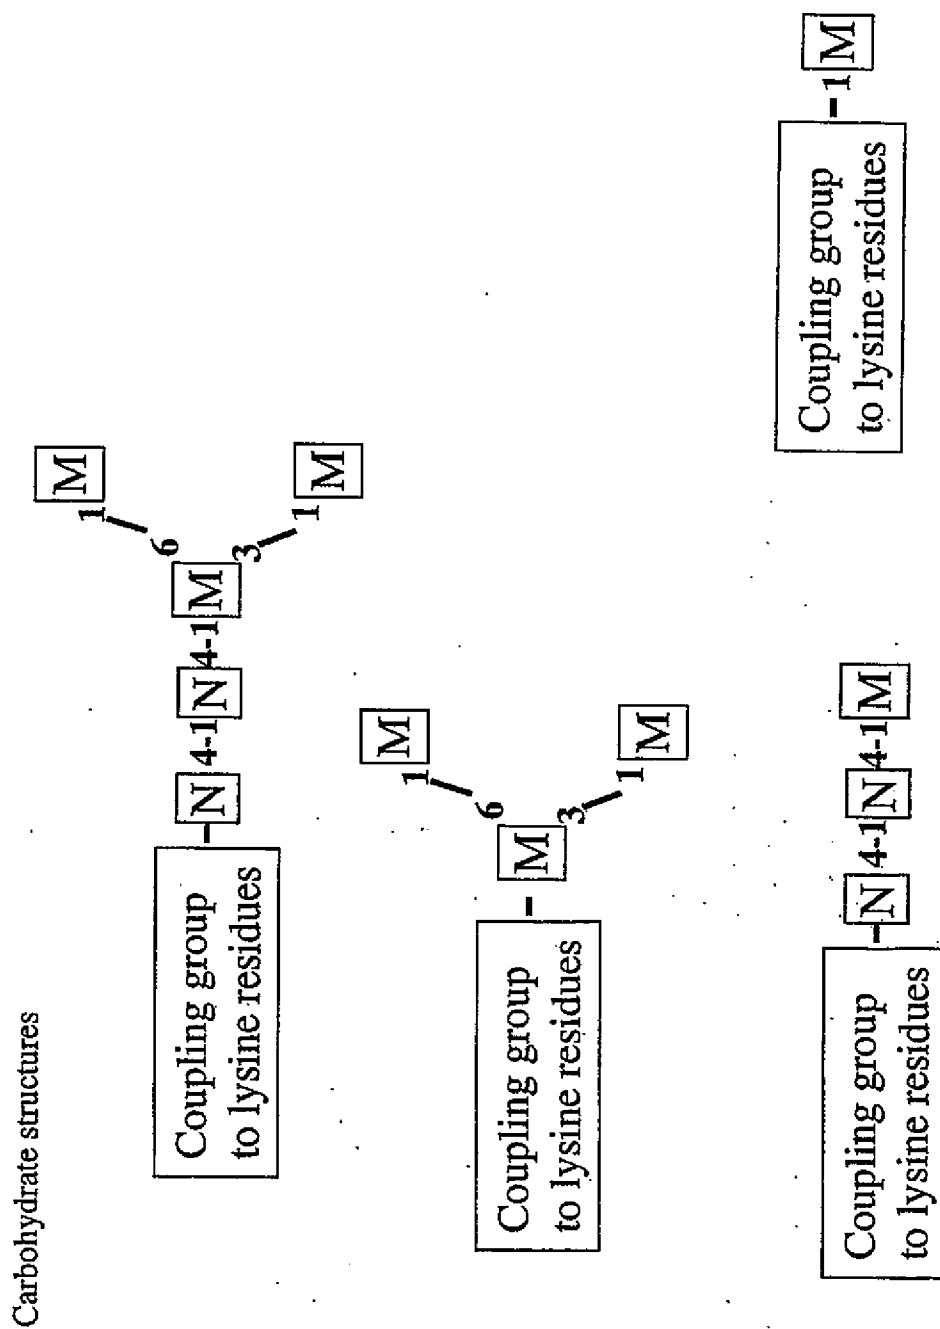 Carbohydrate structures
Coupling group
to lysine residues
N 4-1 N 4-1 M
6
1 M
3
1 M
Coupling group
to lysine residues
M
6
1 M
3
1 M
Coupling group
to lysine residues
N 4-1 N 4-1 M
Coupling group
to lysine residues
1 M